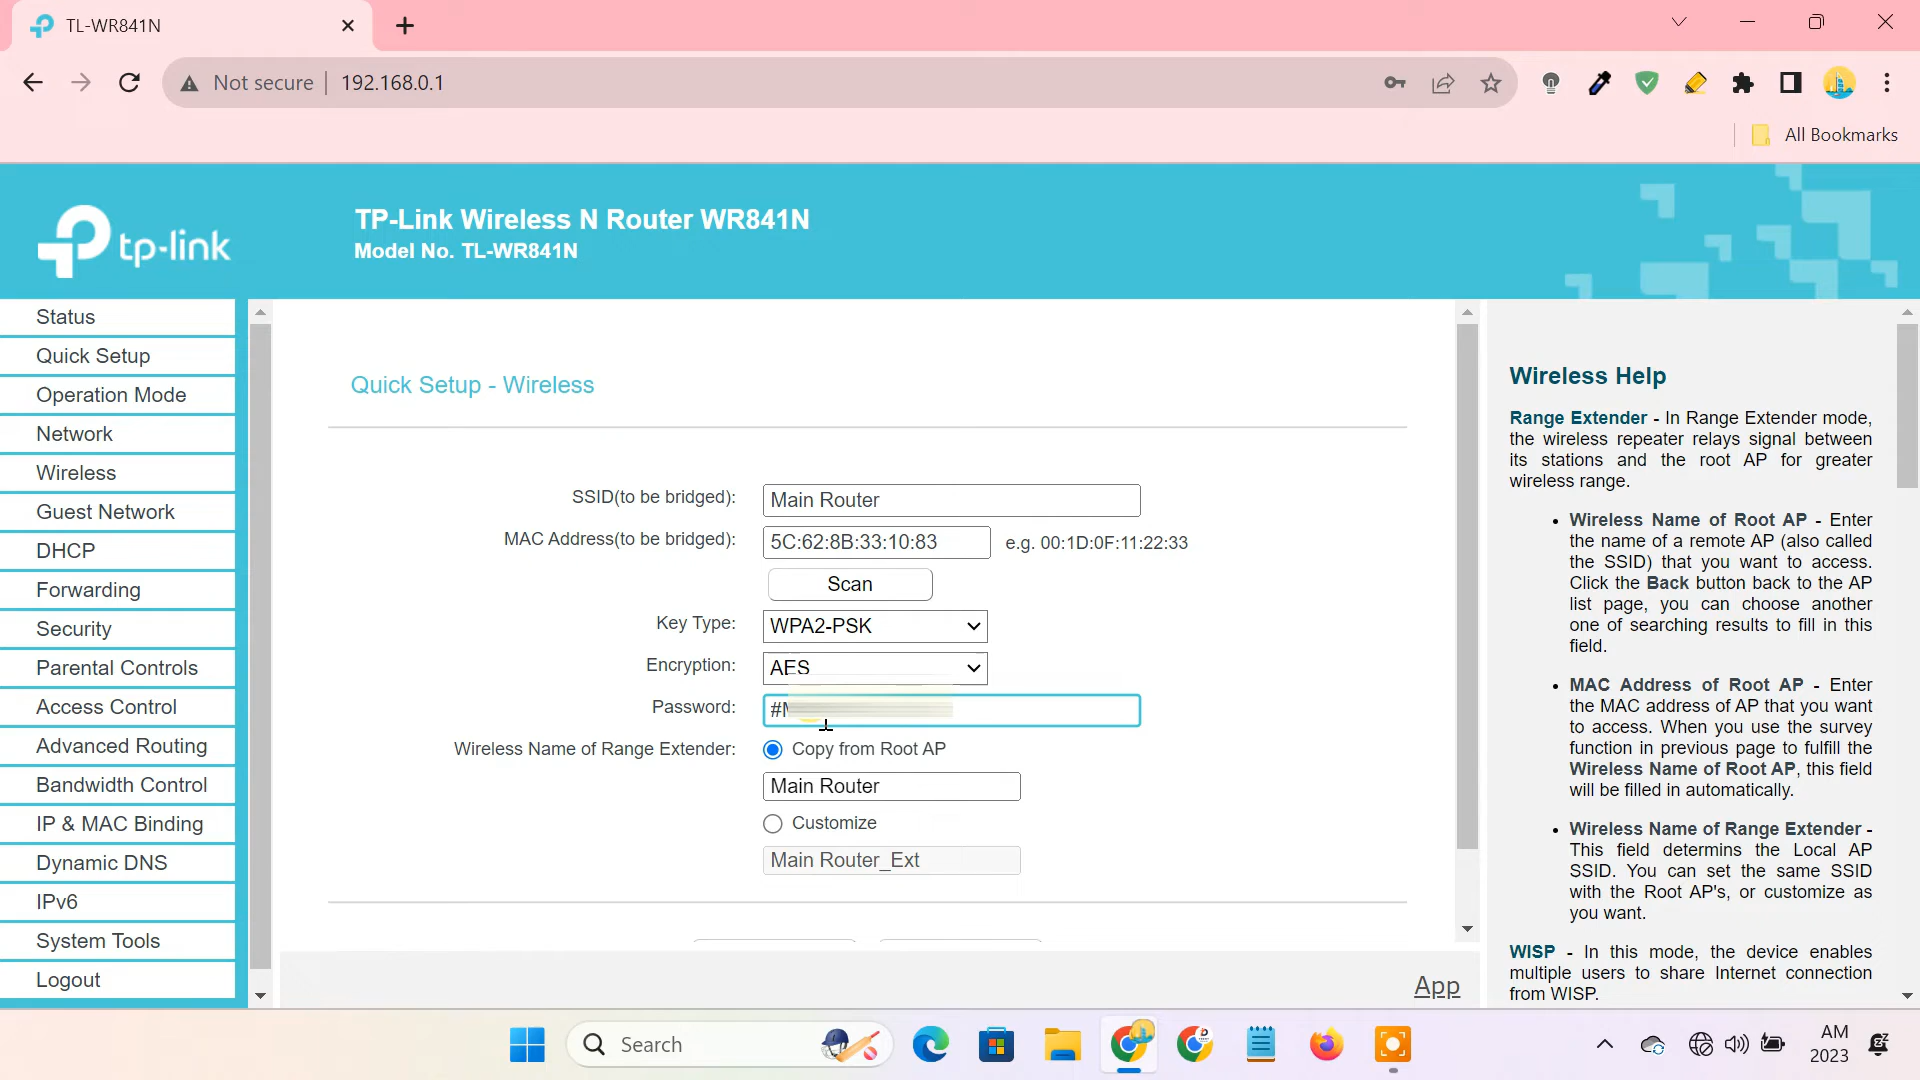 TL-WR841N
Not secure
192.168.0.1
All Bookmarks
tp-link
TP-Link Wireless N Router WR841N
Model No. TL-WR841N
Status
Quick Setup
Operation Mode
Network
Wireless
Guest Network
DHCP
Forwarding
Security
Parental Controls
Access Control
Advanced Routing
Bandwidth Control
IP & MAC Binding
Dynamic DNS
IPv6
System Tools
Logout
Quick Setup - Wireless
SSID(to be bridged): Main Router
MAC Address(to be bridged): 5C:62:8B:33:10:83 e.g. 00:1D:0F:11:22:33
Scan
Key Type: WPA2-PSK
Encryption: AES
Password:
Wireless Name of Range Extender: Copy from Root AP
Main Router
Customize
Main Router_Ext
App
Wireless Help
Range Extender - In Range Extender mode,
the wireless repeater relays signal between
its stations and the root AP for greater
wireless range.
• Wireless Name of Root AP - Enter
the name of a remote AP (also called
the SSID) that you want to access.
Click the Back button back to the AP
list page, you can choose another
one of searching results to fill in this
field.
• MAC Address of Root AP - Enter
the MAC address of AP that you want
to access. When you use the survey
function in previous page to fulfill the
Wireless Name of Root AP, this field
will be filled in automatically.
• Wireless Name of Range Extender -
This field determins the Local AP
SSID. You can set the same SSID
with the Root AP's, or customize as
you want.
WISP - In this mode, the device enables
multiple users to share Internet connection
from WISP.
Search
AM
2023